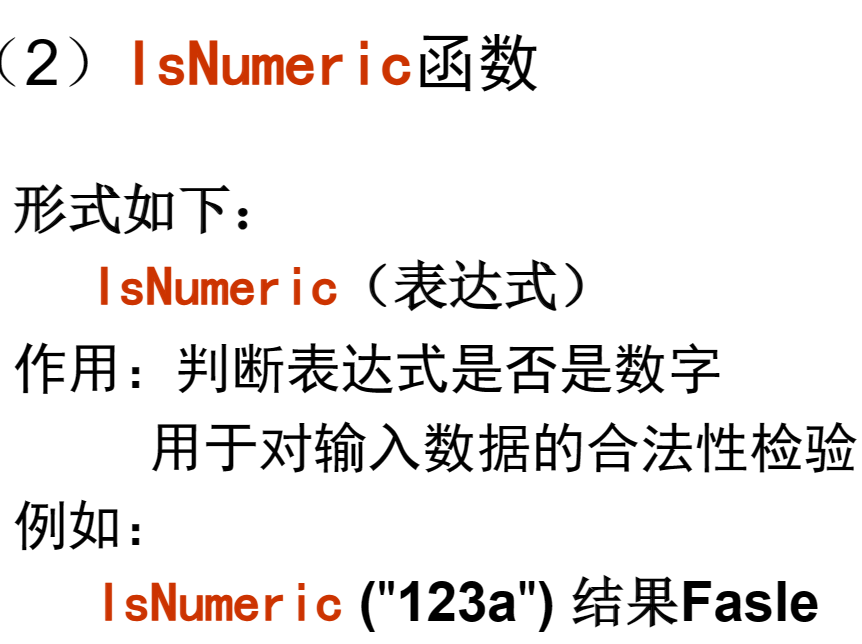 (2) IsNumeric函数
形式如下:
IsNumeric(表达式)
作用:判断表达式是否是数字
用于对输入数据的合法性检验
例如:
IsNumeric ("123a") 结果Fasle